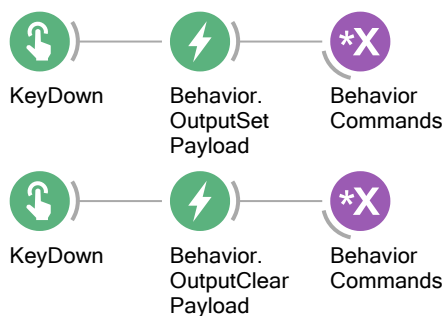 *X
KeyDown
Behavior.
OutputSet
Payload
Behavior
Commands
*X
KeyDown
Behavior.
OutputClear
Payload
Behavior
Commands